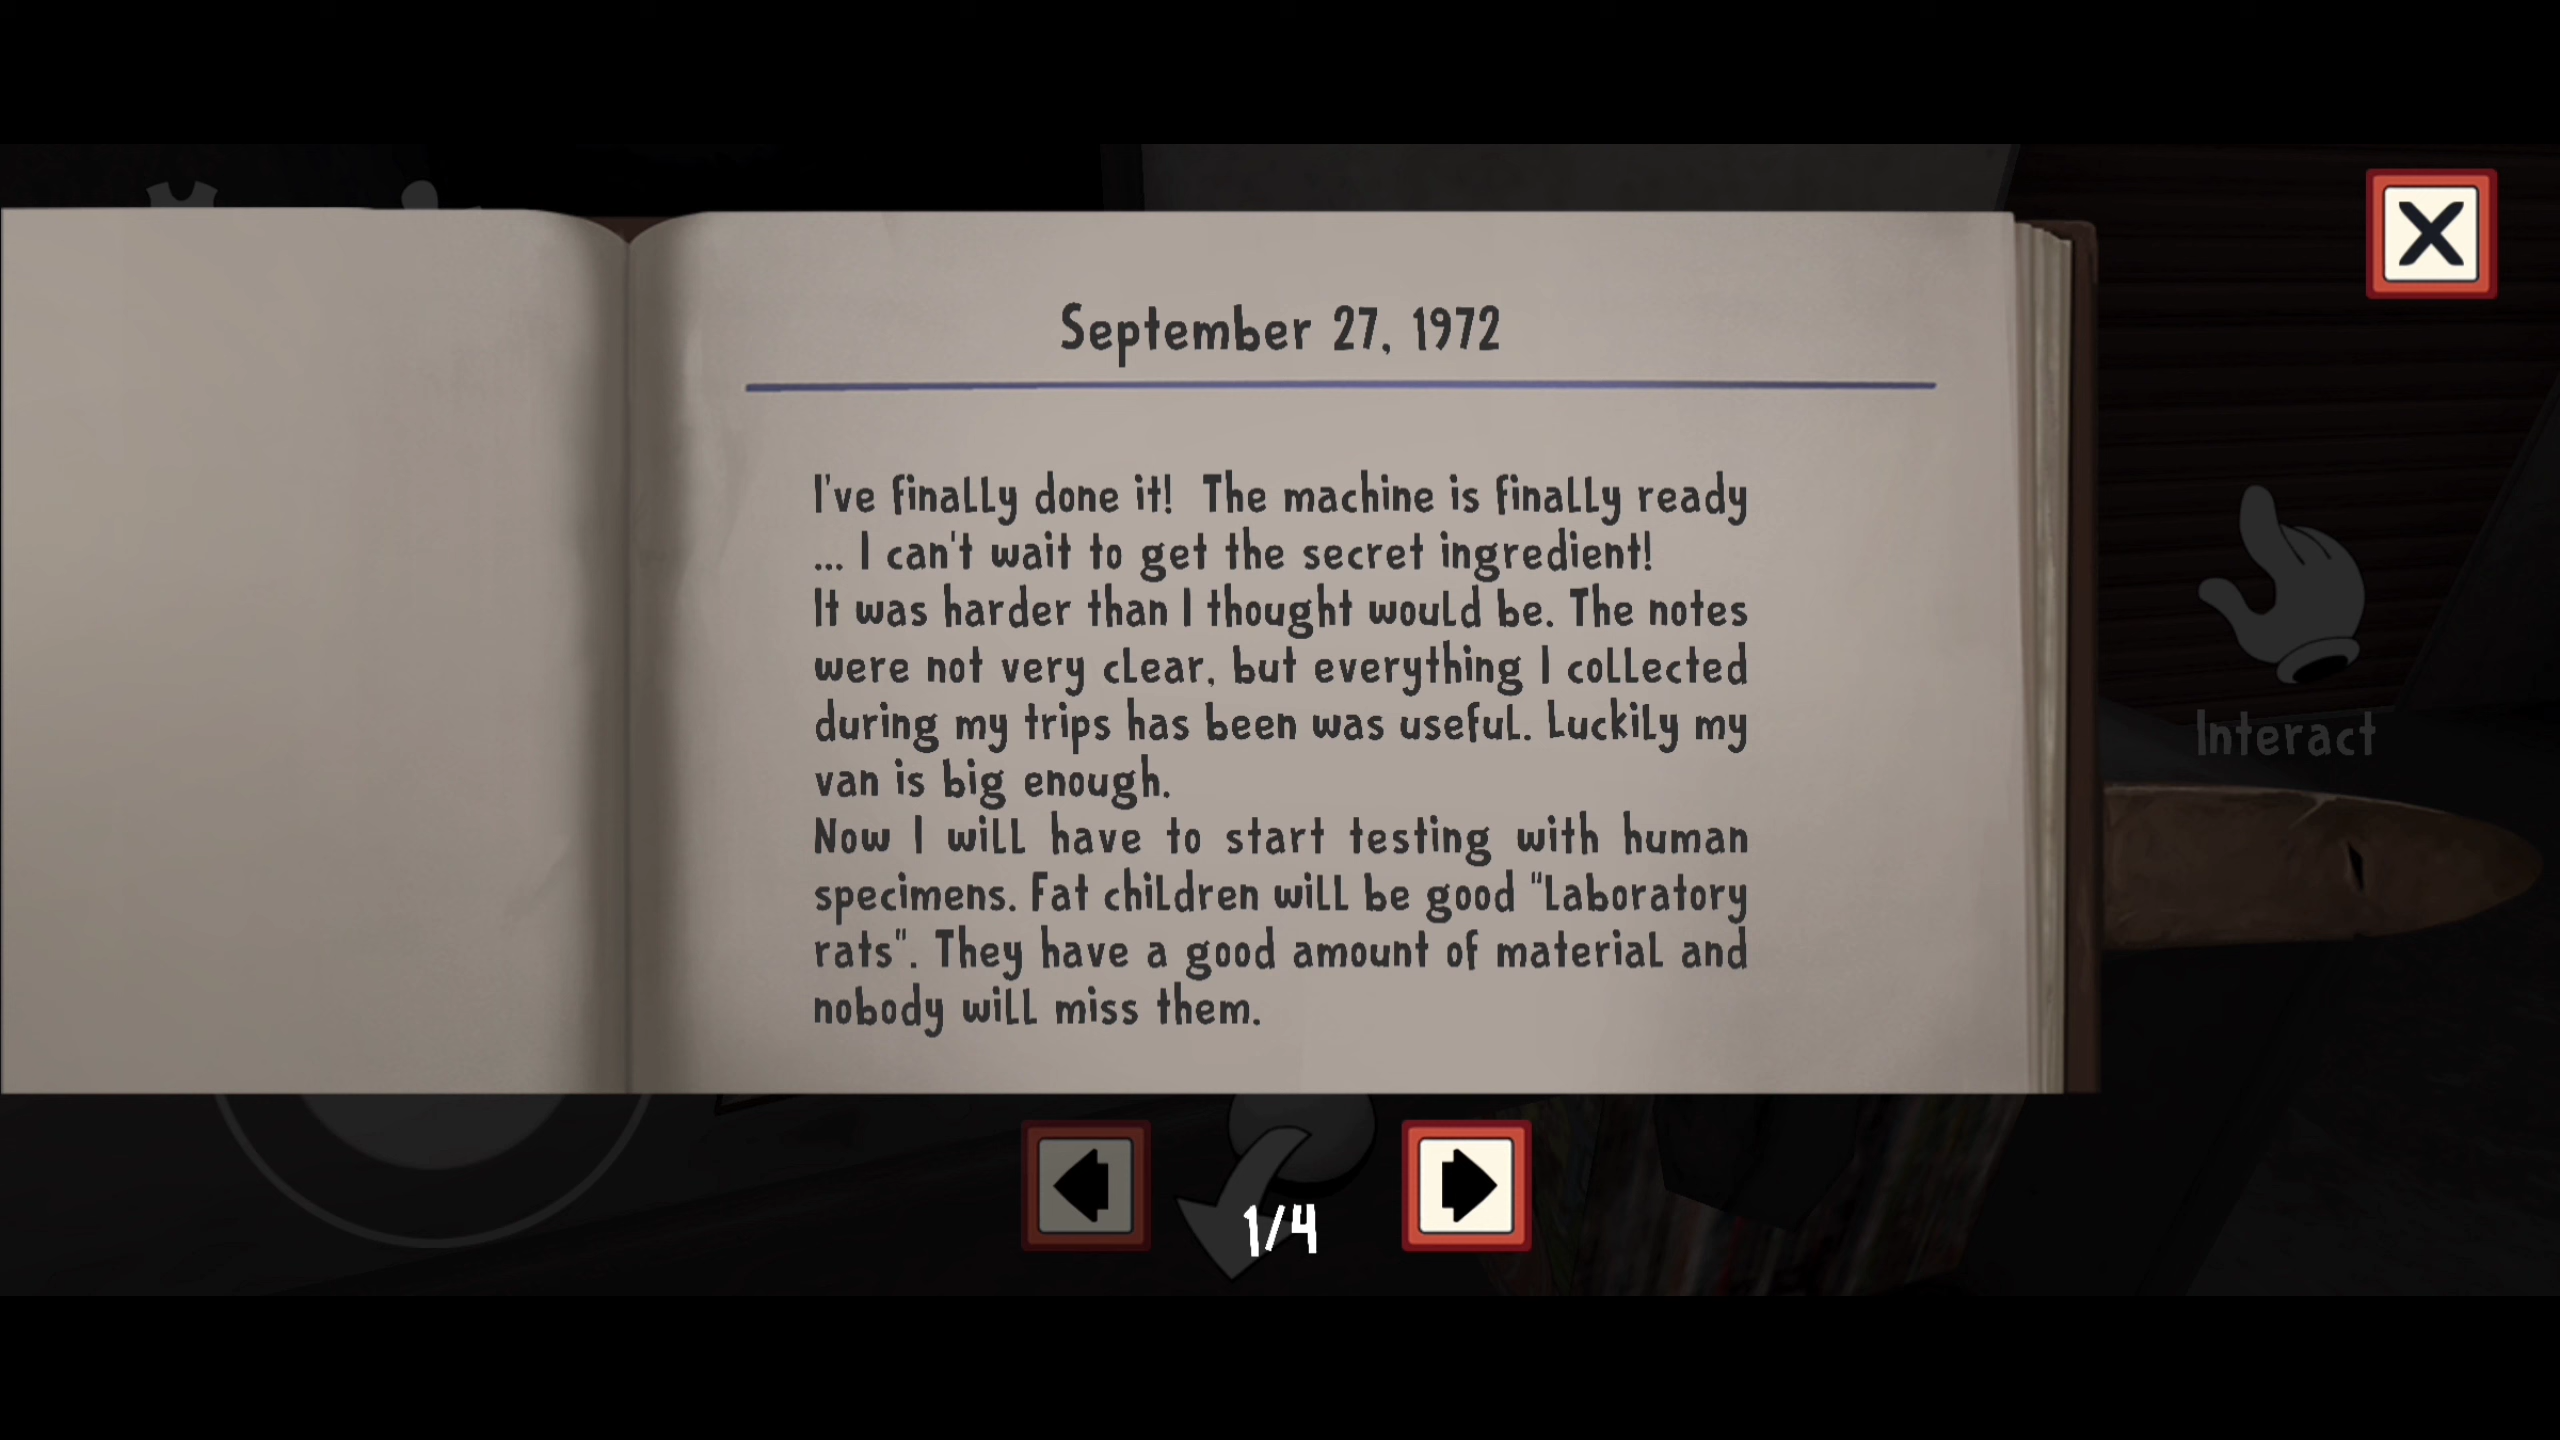 September 27, 1972
I've finally done it!  The machine is finally ready
... I can't wait to get the secret ingredient!
It was harder than I thought would be. The notes
were not very clear, but everything I collected
during my trips has been was useful. Luckily my
van is big enough.
Now I will have to start testing with human
specimens. Fat children will be good "Laboratory
rats". They have a good amount of material and
nobody will miss them.
Interact
1/4